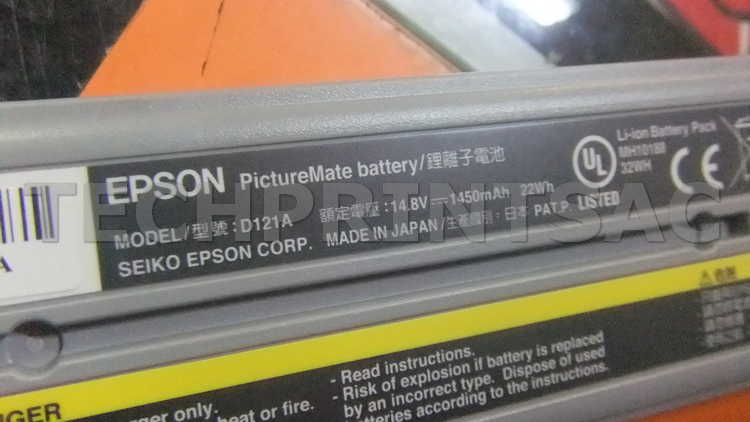 EPSON PictureMate battery/鋰離子電池
MODEL/型號:D121A 額定電壓:14.8V 1450mAh 22Wh
SEIKO EPSON CORP. MADE IN JAPAN/生產國別:日本 PAT.P.
UL LISTED
Li-ion Battery Pack
MH10188
32WH
CE
TECHPRINTSAC
A
- Read instructions.
- Risk of explosion if battery is replaced
by an incorrect type. Dispose of used
batteries according to the instructions.
only.
heat or fire.